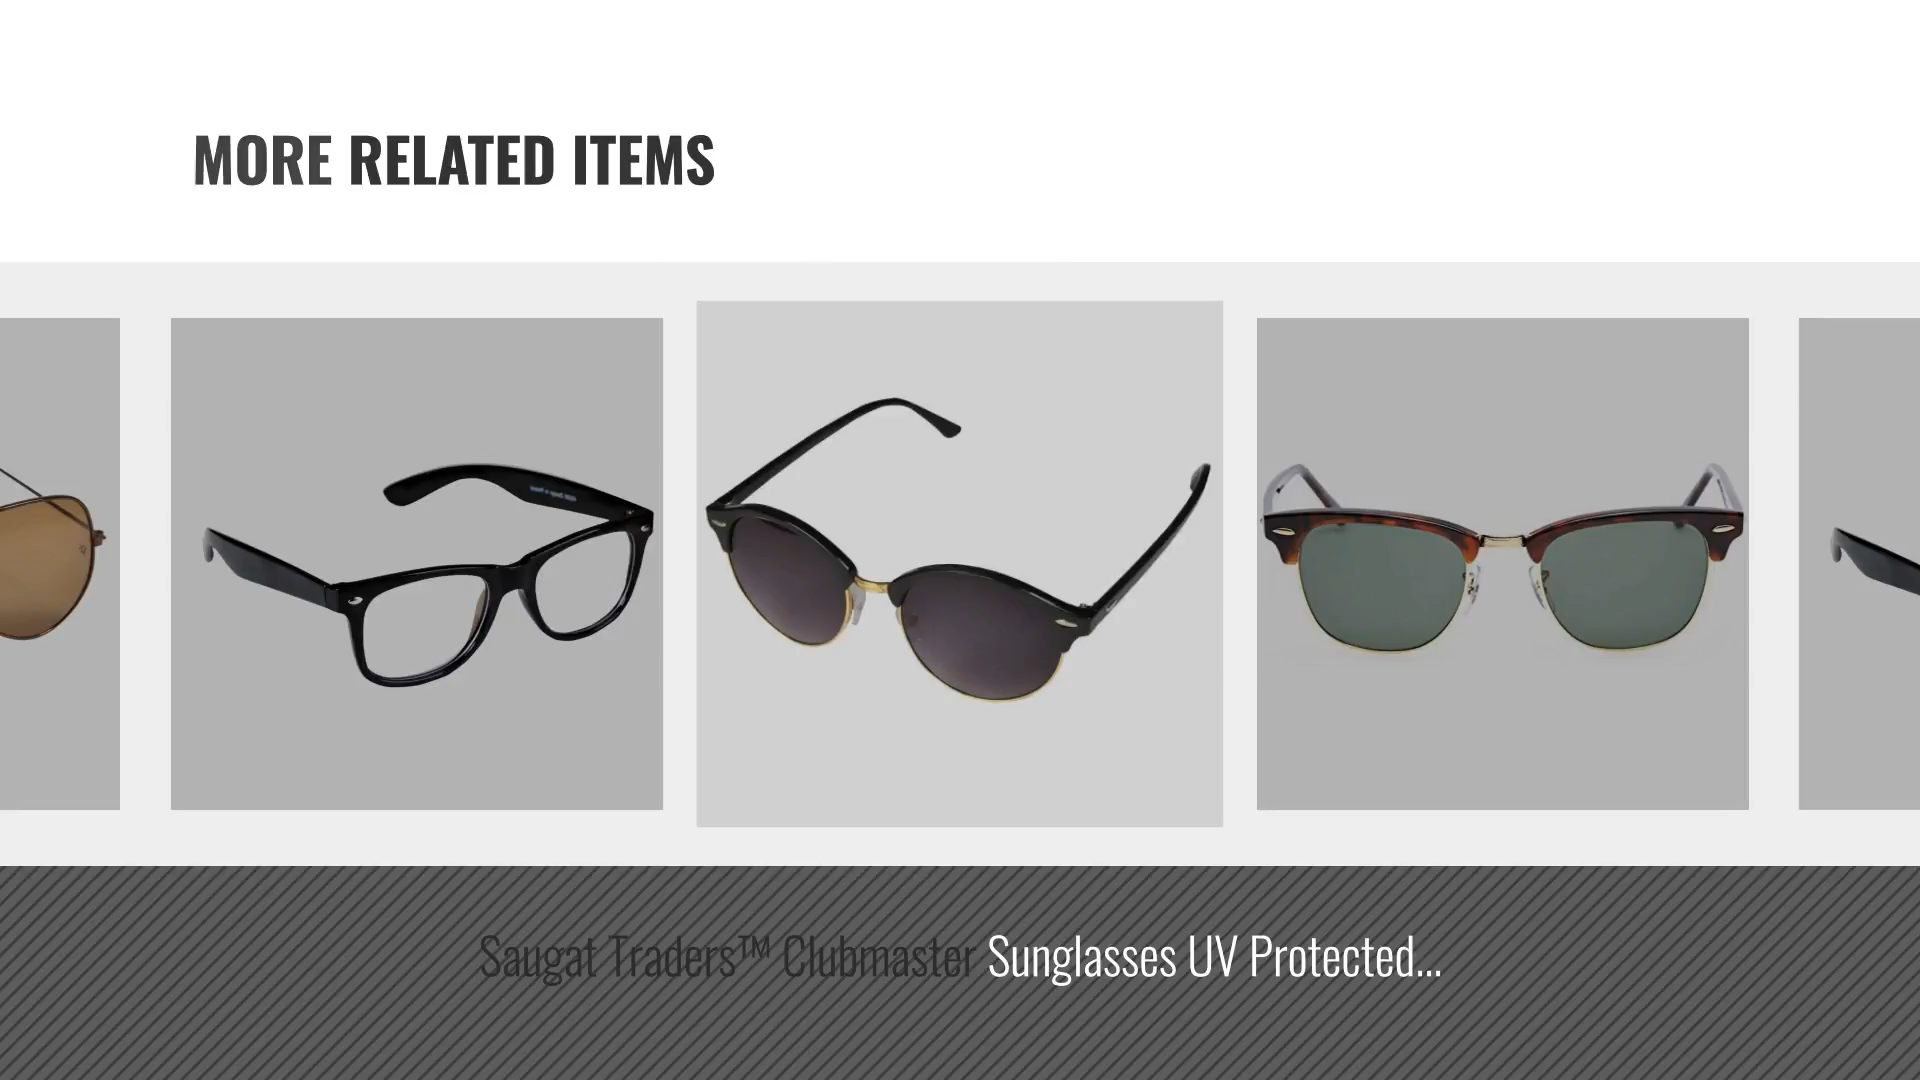 MORE RELATED ITEMS
Saugat Traders™ Clubmaster Sunglasses UV Protected...